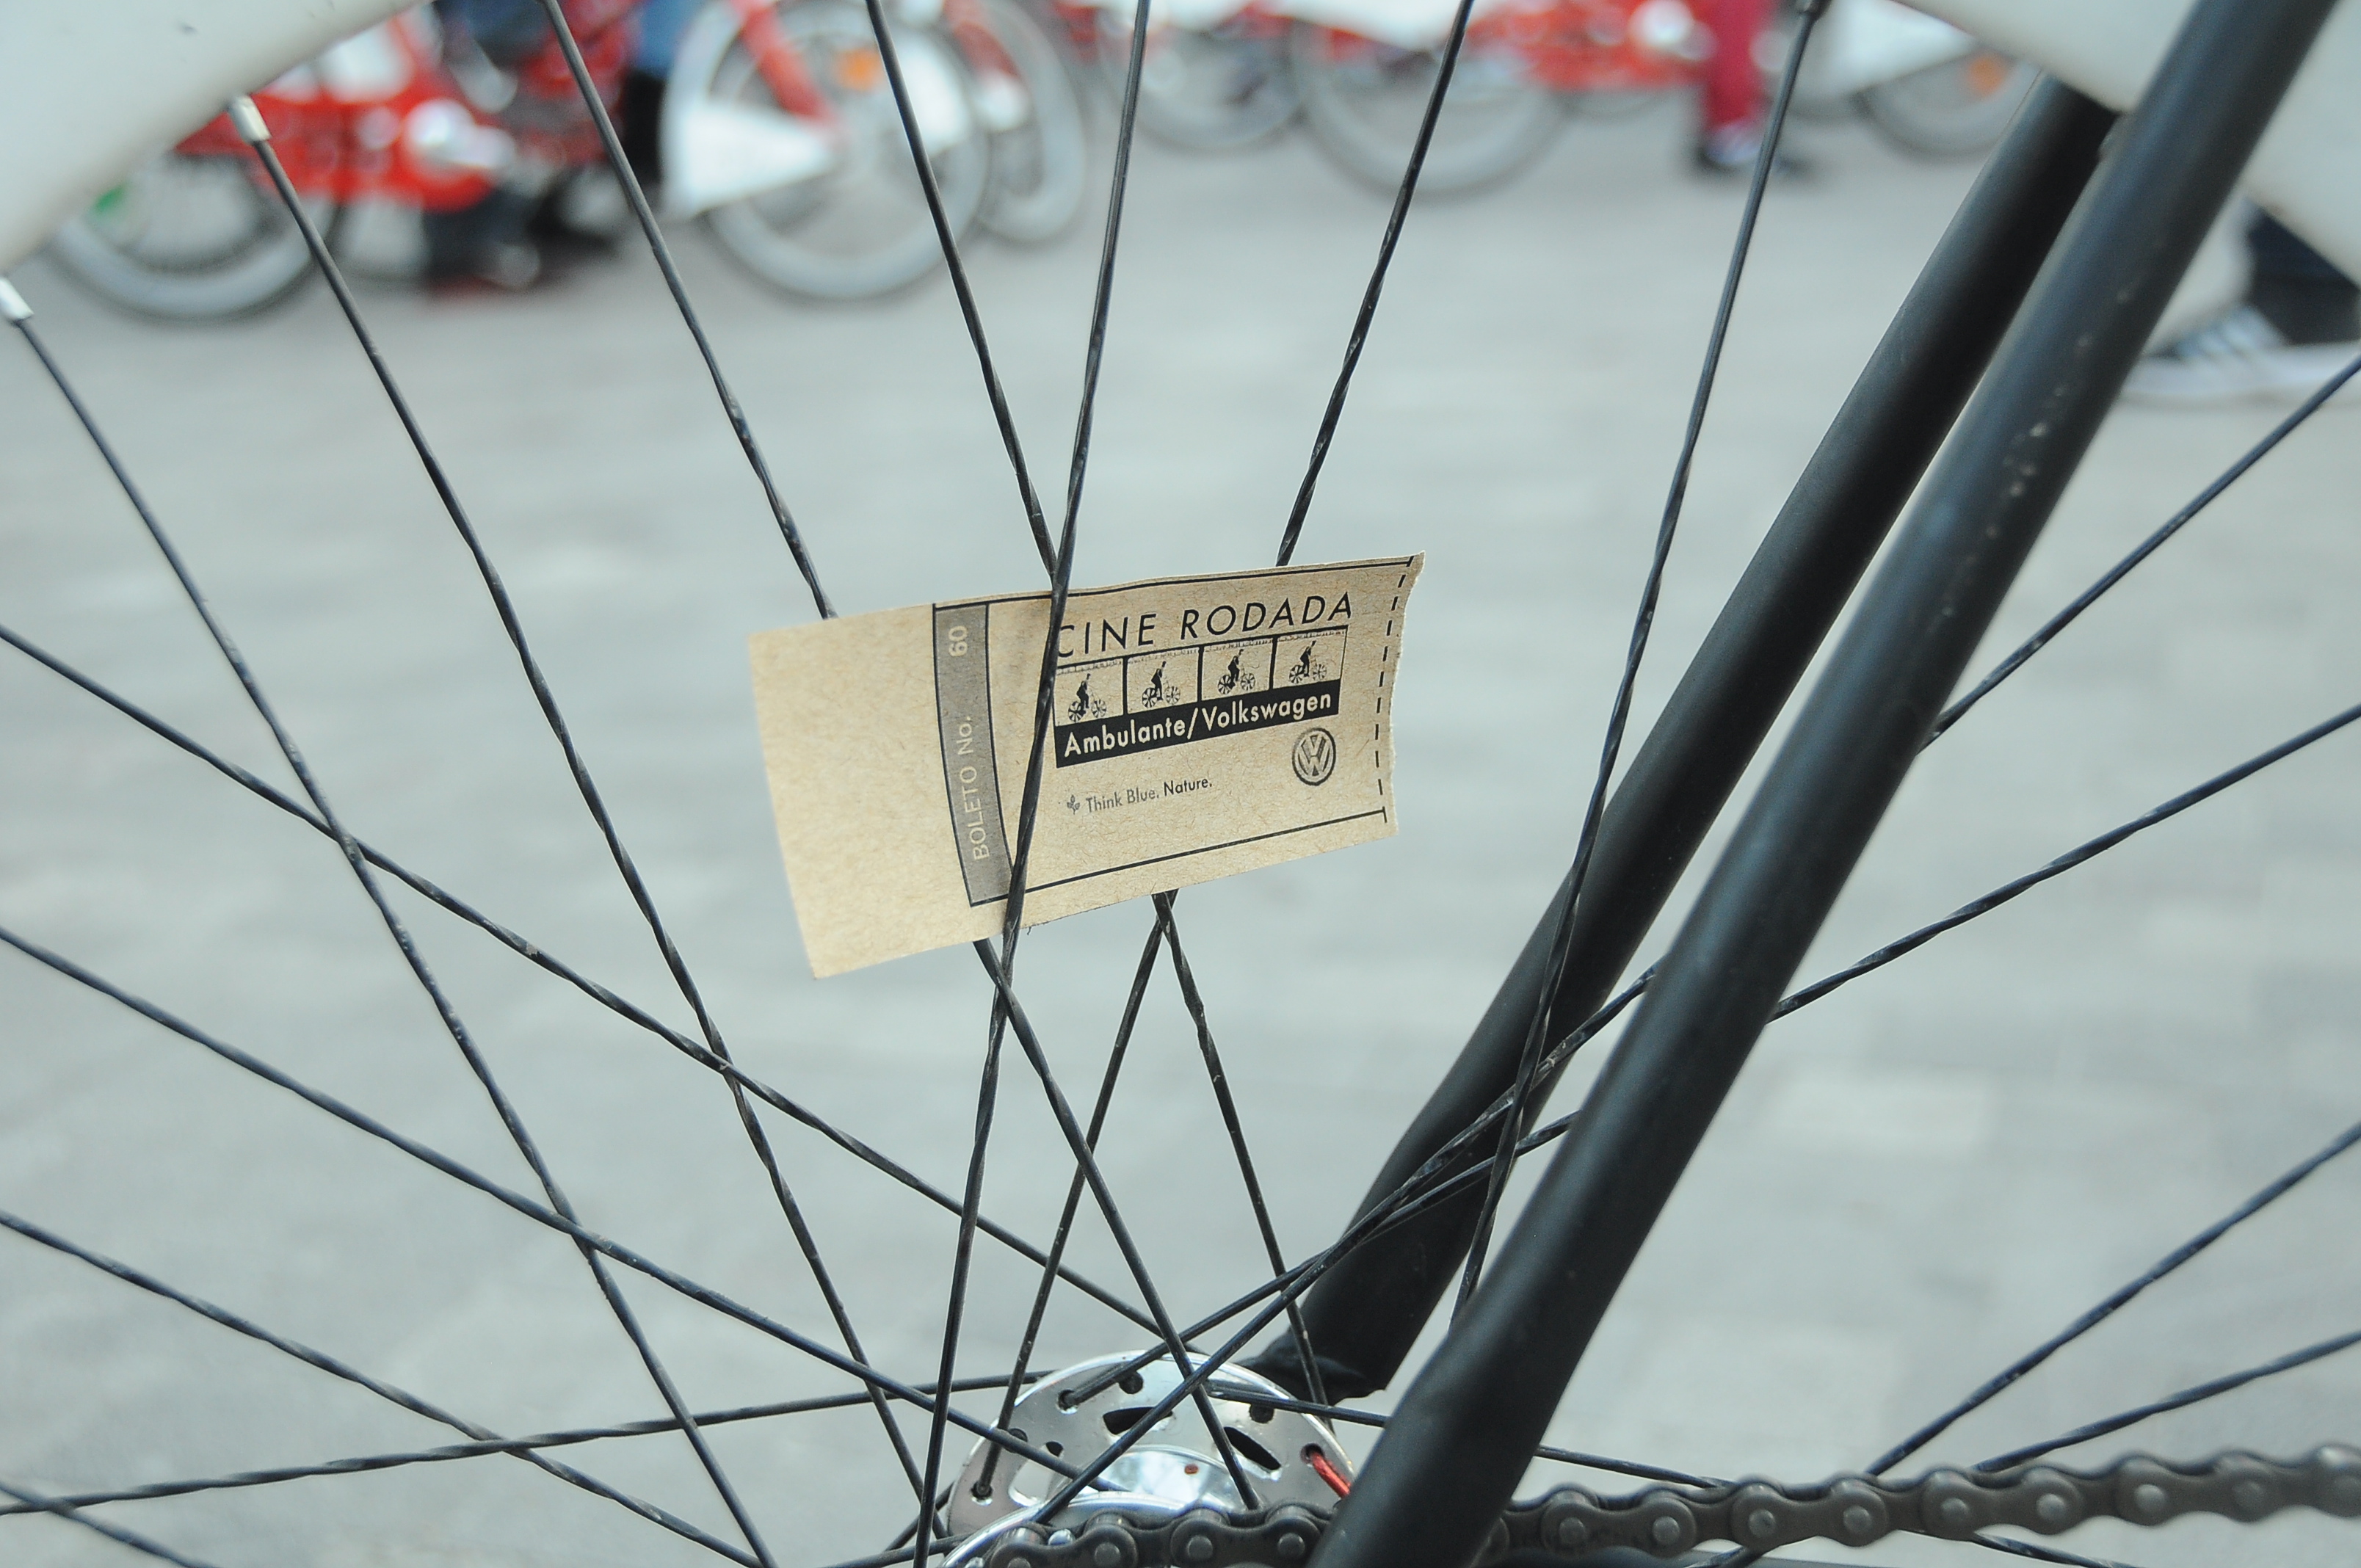 BOLETO No. 60
CINE RODADA
Ambulante/Volkswagen
Think Blue. Nature.